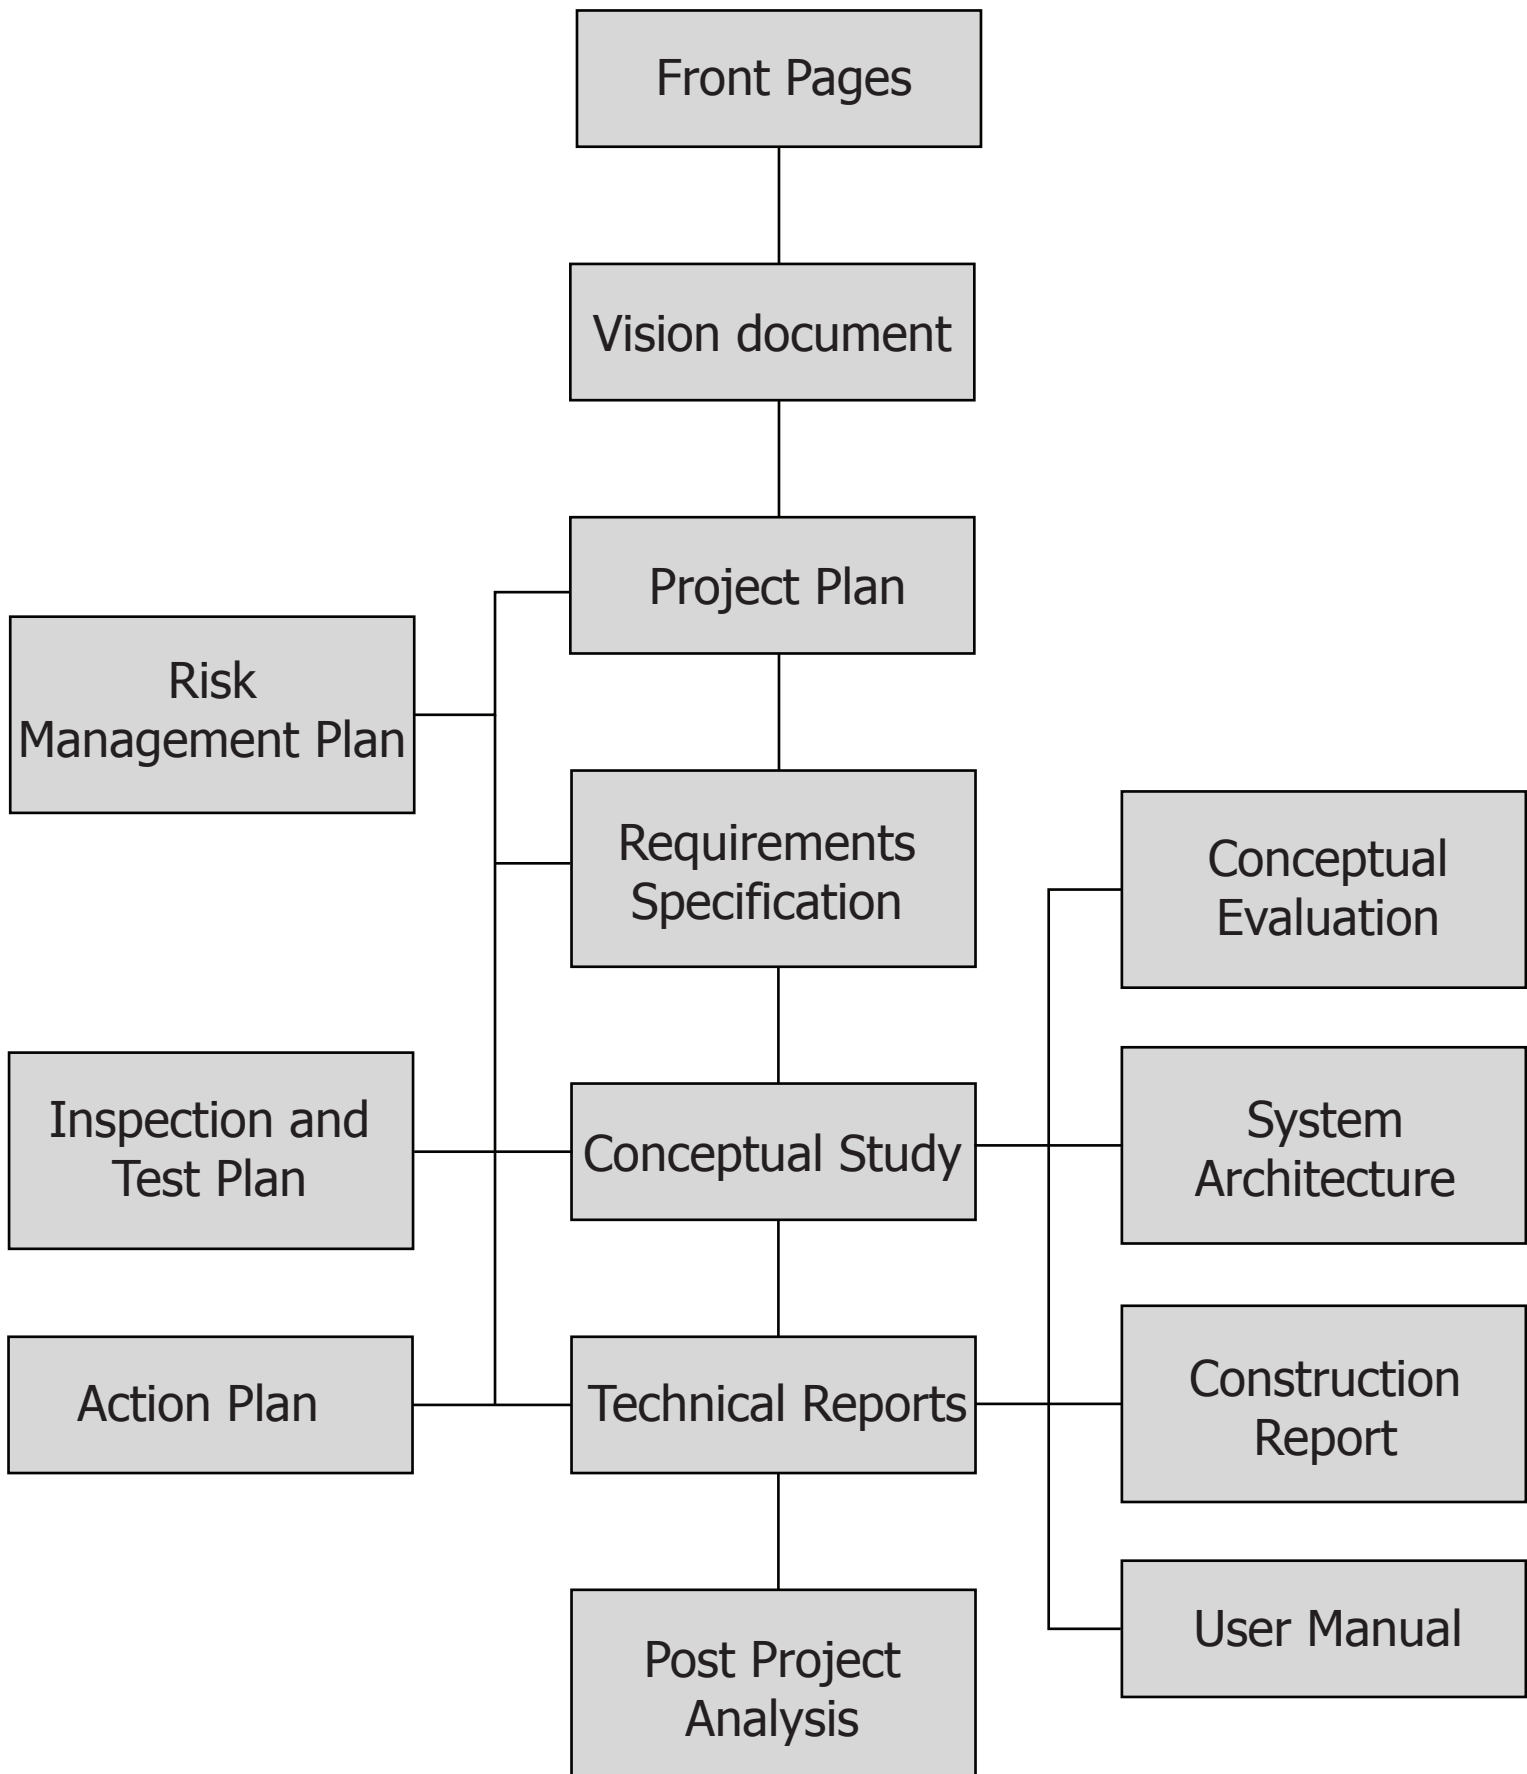 Front Pages
Vision document
Project Plan
Risk
Management Plan
Requirements
Specification
Conceptual
Evaluation
Inspection and
Test Plan
Conceptual Study
System
Architecture
Action Plan
Technical Reports
Construction
Report
User Manual
Post Project
Analysis